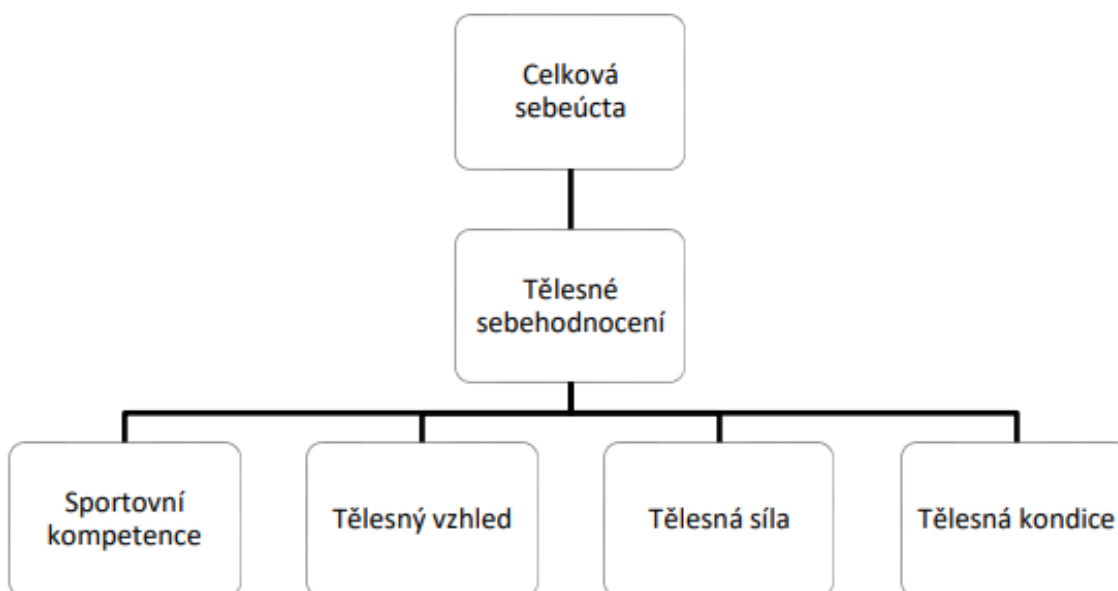 Celková
sebeúcta
Tělesné
sebehodnocení
Sportovní
kompetence
Tělesný vzhled
Tělesná síla
Tělesná kondice